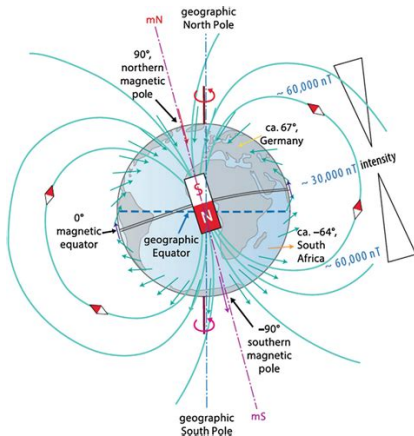 geographic
North Pole
mN
90°,
northern
magnetic
pole
~ 60,000 nT
ca. 67°,
Germany
intensity
~ 30,000 nT
S
N
0°
magnetic
equator
geographic
Equator
ca. –64°,
South
Africa
~ 60,000 nT
–90°
southern
magnetic
pole
mS
geographic
South Pole